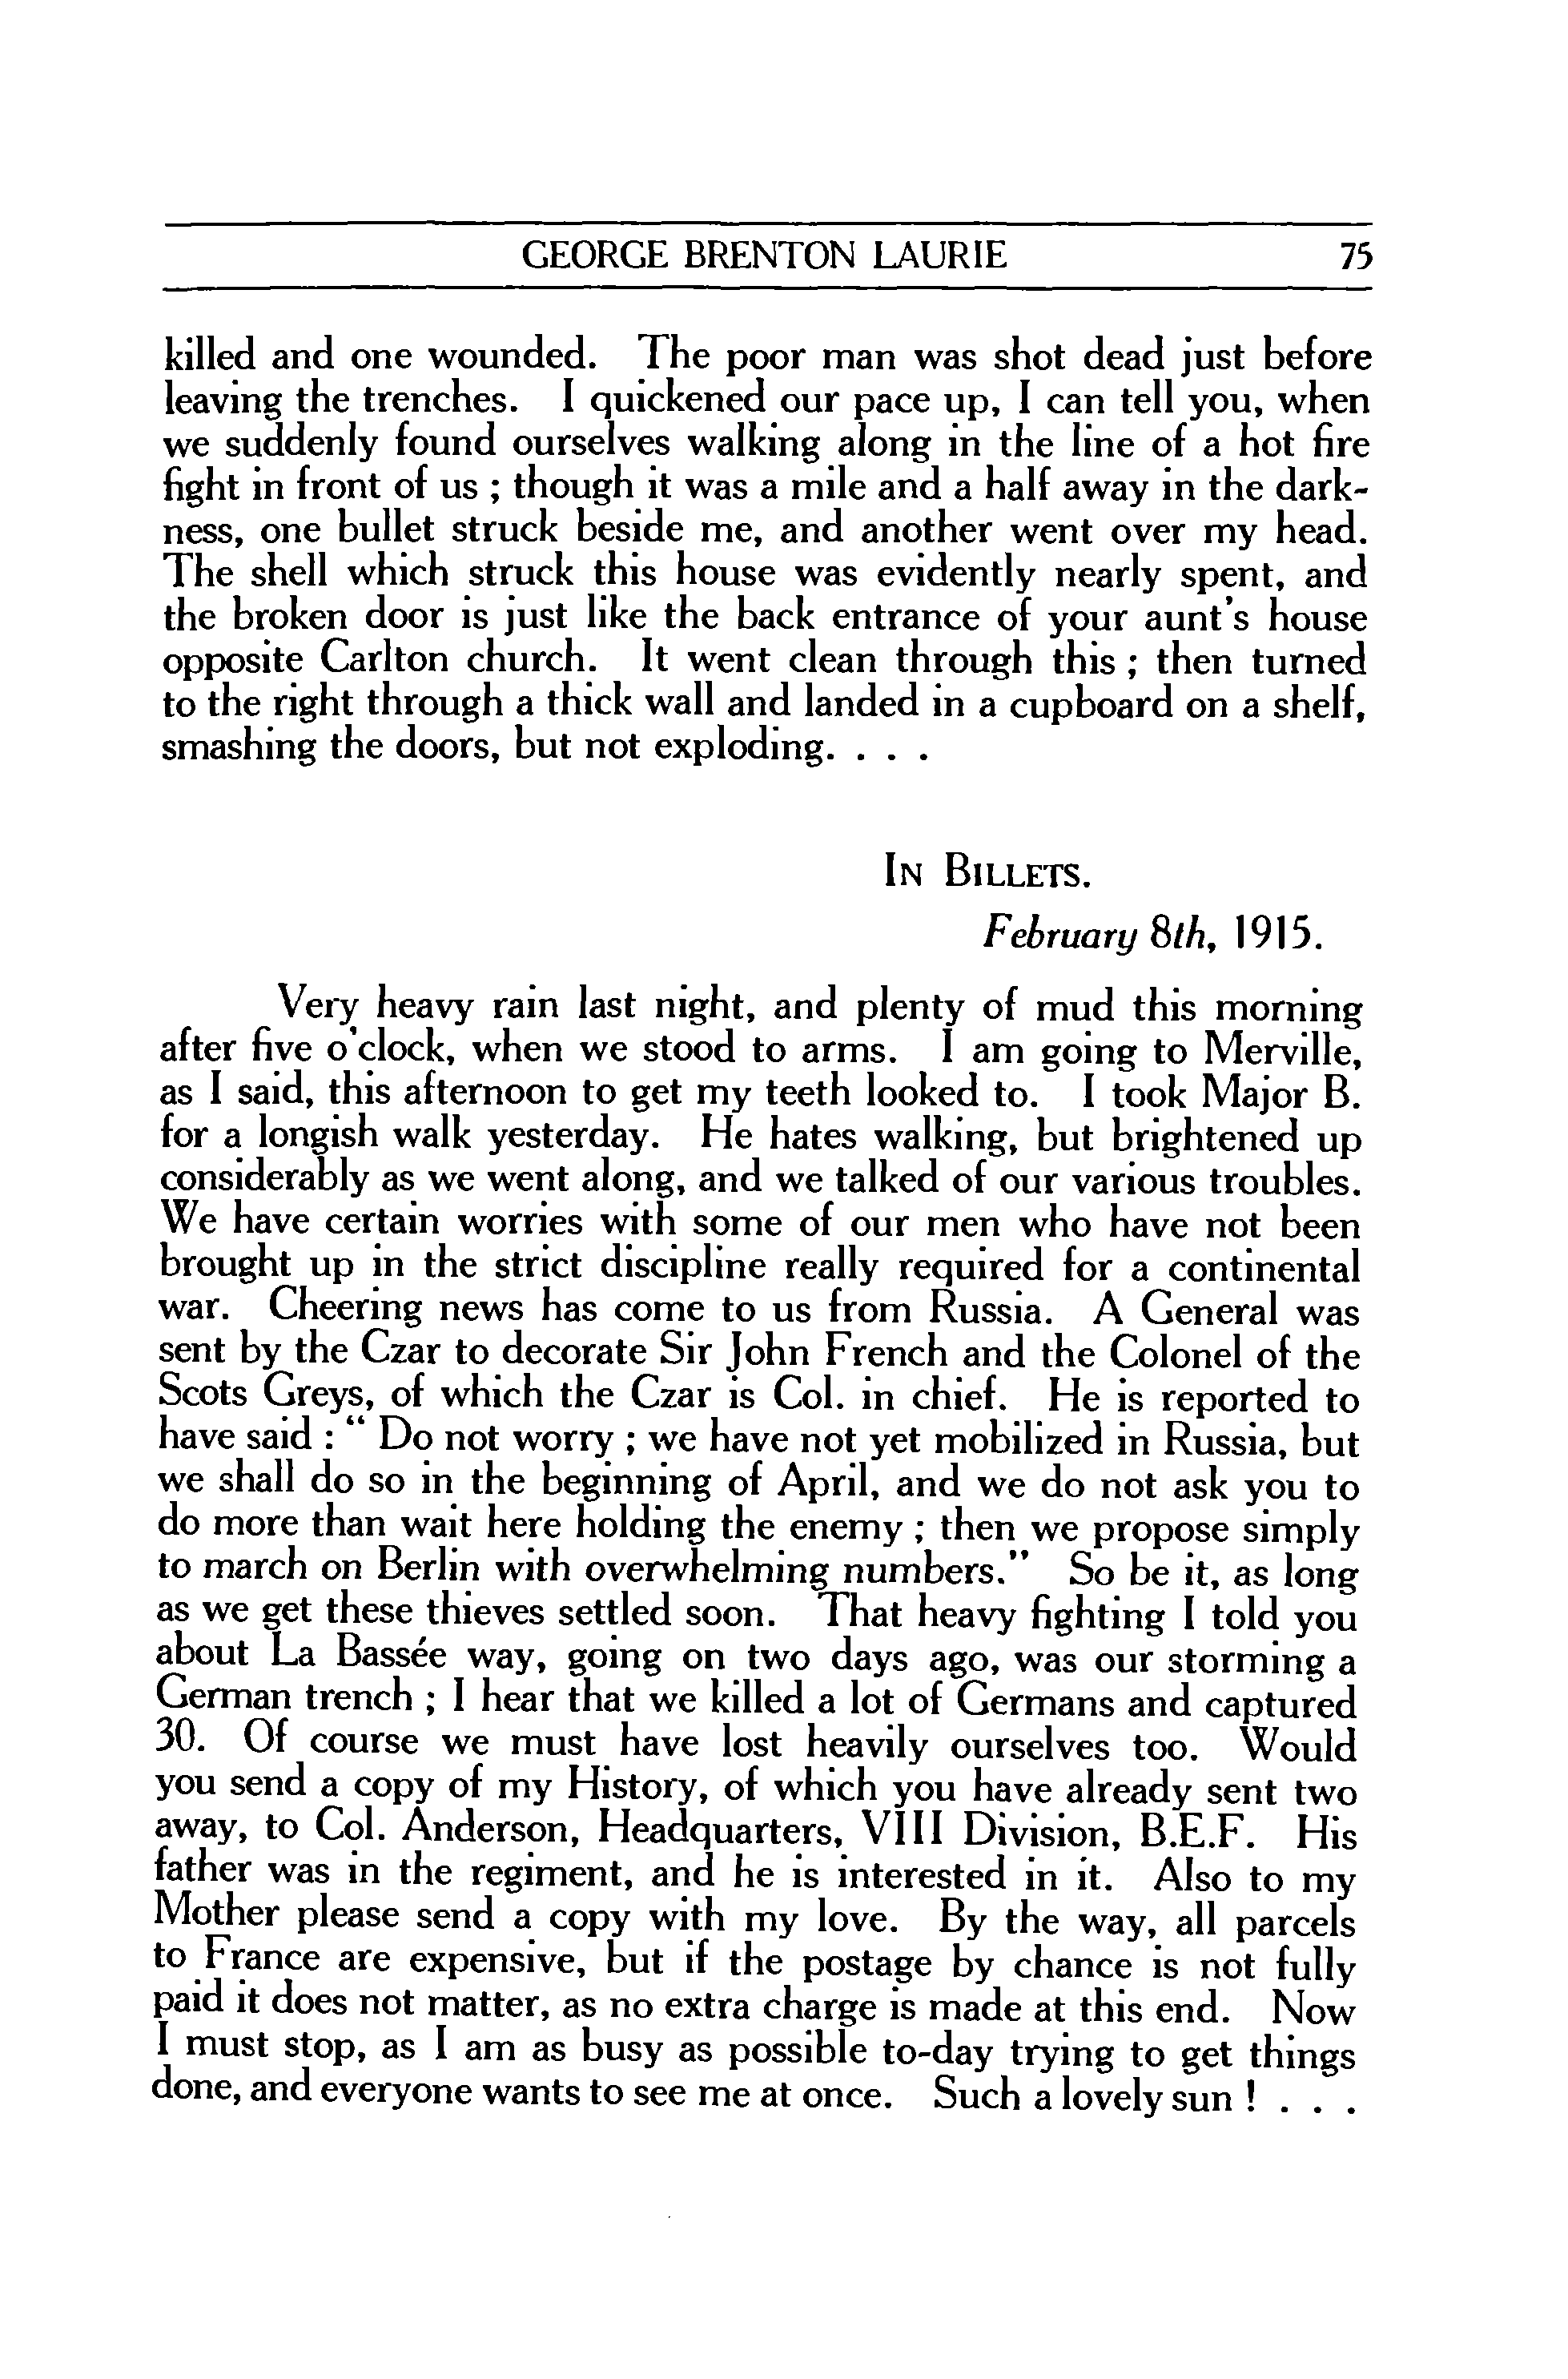 GEORGE BRENTON LAURIE 75
killed and one wounded. The poor man was shot dead just before
leaving the trenches. I quickened our pace up, I can tell you, when
we suddenly found ourselves walking along in the line of a hot fire
fight in front of us ; though it was a mile and a half away in the dark-
ness, one bullet struck beside me, and another went over my head.
The shell which struck this house was evidently nearly spent, and
the broken door is just like the back entrance of your aunt's house
opposite Carlton church. It went clean through this ; then turned
to the right through a thick wall and landed in a cupboard on a shelf,
smashing the doors, but not exploding. . . .
IN BILLETS.
February 8th, 1915.
Very heavy rain last night, and plenty of mud this morning
after five o'clock, when we stood to arms. I am going to Merville,
as I said, this afternoon to get my teeth looked to. I took Major B.
for a longish walk yesterday. He hates walking, but brightened up
considerably as we went along, and we talked of our various troubles.
We have certain worries with some of our men who have not been
brought up in the strict discipline really required for a continental
war. Cheering news has come to us from Russia. A General was
sent by the Czar to decorate Sir John French and the Colonel of the
Scots Greys, of which the Czar is Col. in chief. He is reported to
have said : “ Do not worry ; we have not yet mobilized in Russia, but
we shall do so in the beginning of April, and we do not ask you to
do more than wait here holding the enemy ; then we propose simply
to march on Berlin with overwhelming numbers.” So be it, as long
as we get these thieves settled soon. That heavy fighting I told you
about La Bassée way, going on two days ago, was our storming a
German trench ; I hear that we killed a lot of Germans and captured
30. Of course we must have lost heavily ourselves too. Would
you send a copy of my History, of which you have already sent two
away, to Col. Anderson, Headquarters, VIII Division, B.E.F. His
father was in the regiment, and he is interested in it. Also to my
Mother please send a copy with my love. By the way, all parcels
to France are expensive, but if the postage by chance is not fully
paid it does not matter, as no extra charge is made at this end. Now
I must stop, as I am as busy as possible to-day trying to get things
done, and everyone wants to see me at once. Such a lovely sun ! . . .